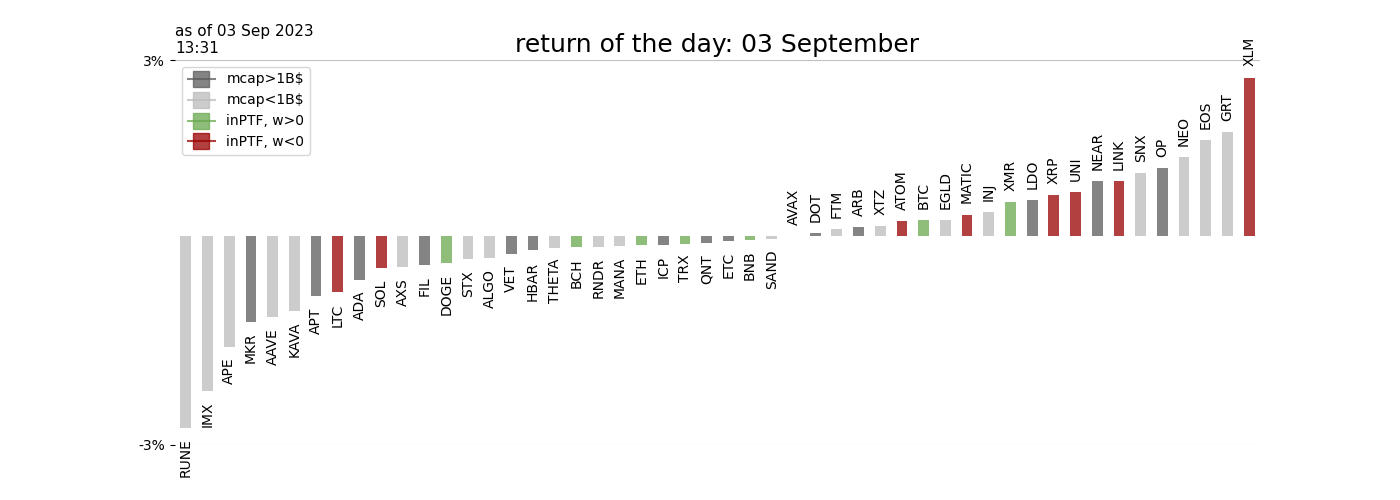 as of 03 Sep 2023
13:31
return of the day: 03 September
3%
-3%
mcap>1B$
mcap<1B$
inPTF, w>0
inPTF, w<0
RUNE
IMX
APE
MKR
AAVE
KAVA
APT
LTC
ADA
SOL
AXS
FIL
DOGE
STX
ALGO
VET
HBAR
THETA
BCH
RNDR
MANA
ETH
ICP
TRX
QNT
ETC
BNB
SAND
AVAX
DOT
FTM
ARB
XTZ
ATOM
BTC
EGLD
MATIC
INJ
XMR
LDO
XRP
UNI
NEAR
LINK
SNX
OP
NEO
EOS
GRT
XLM